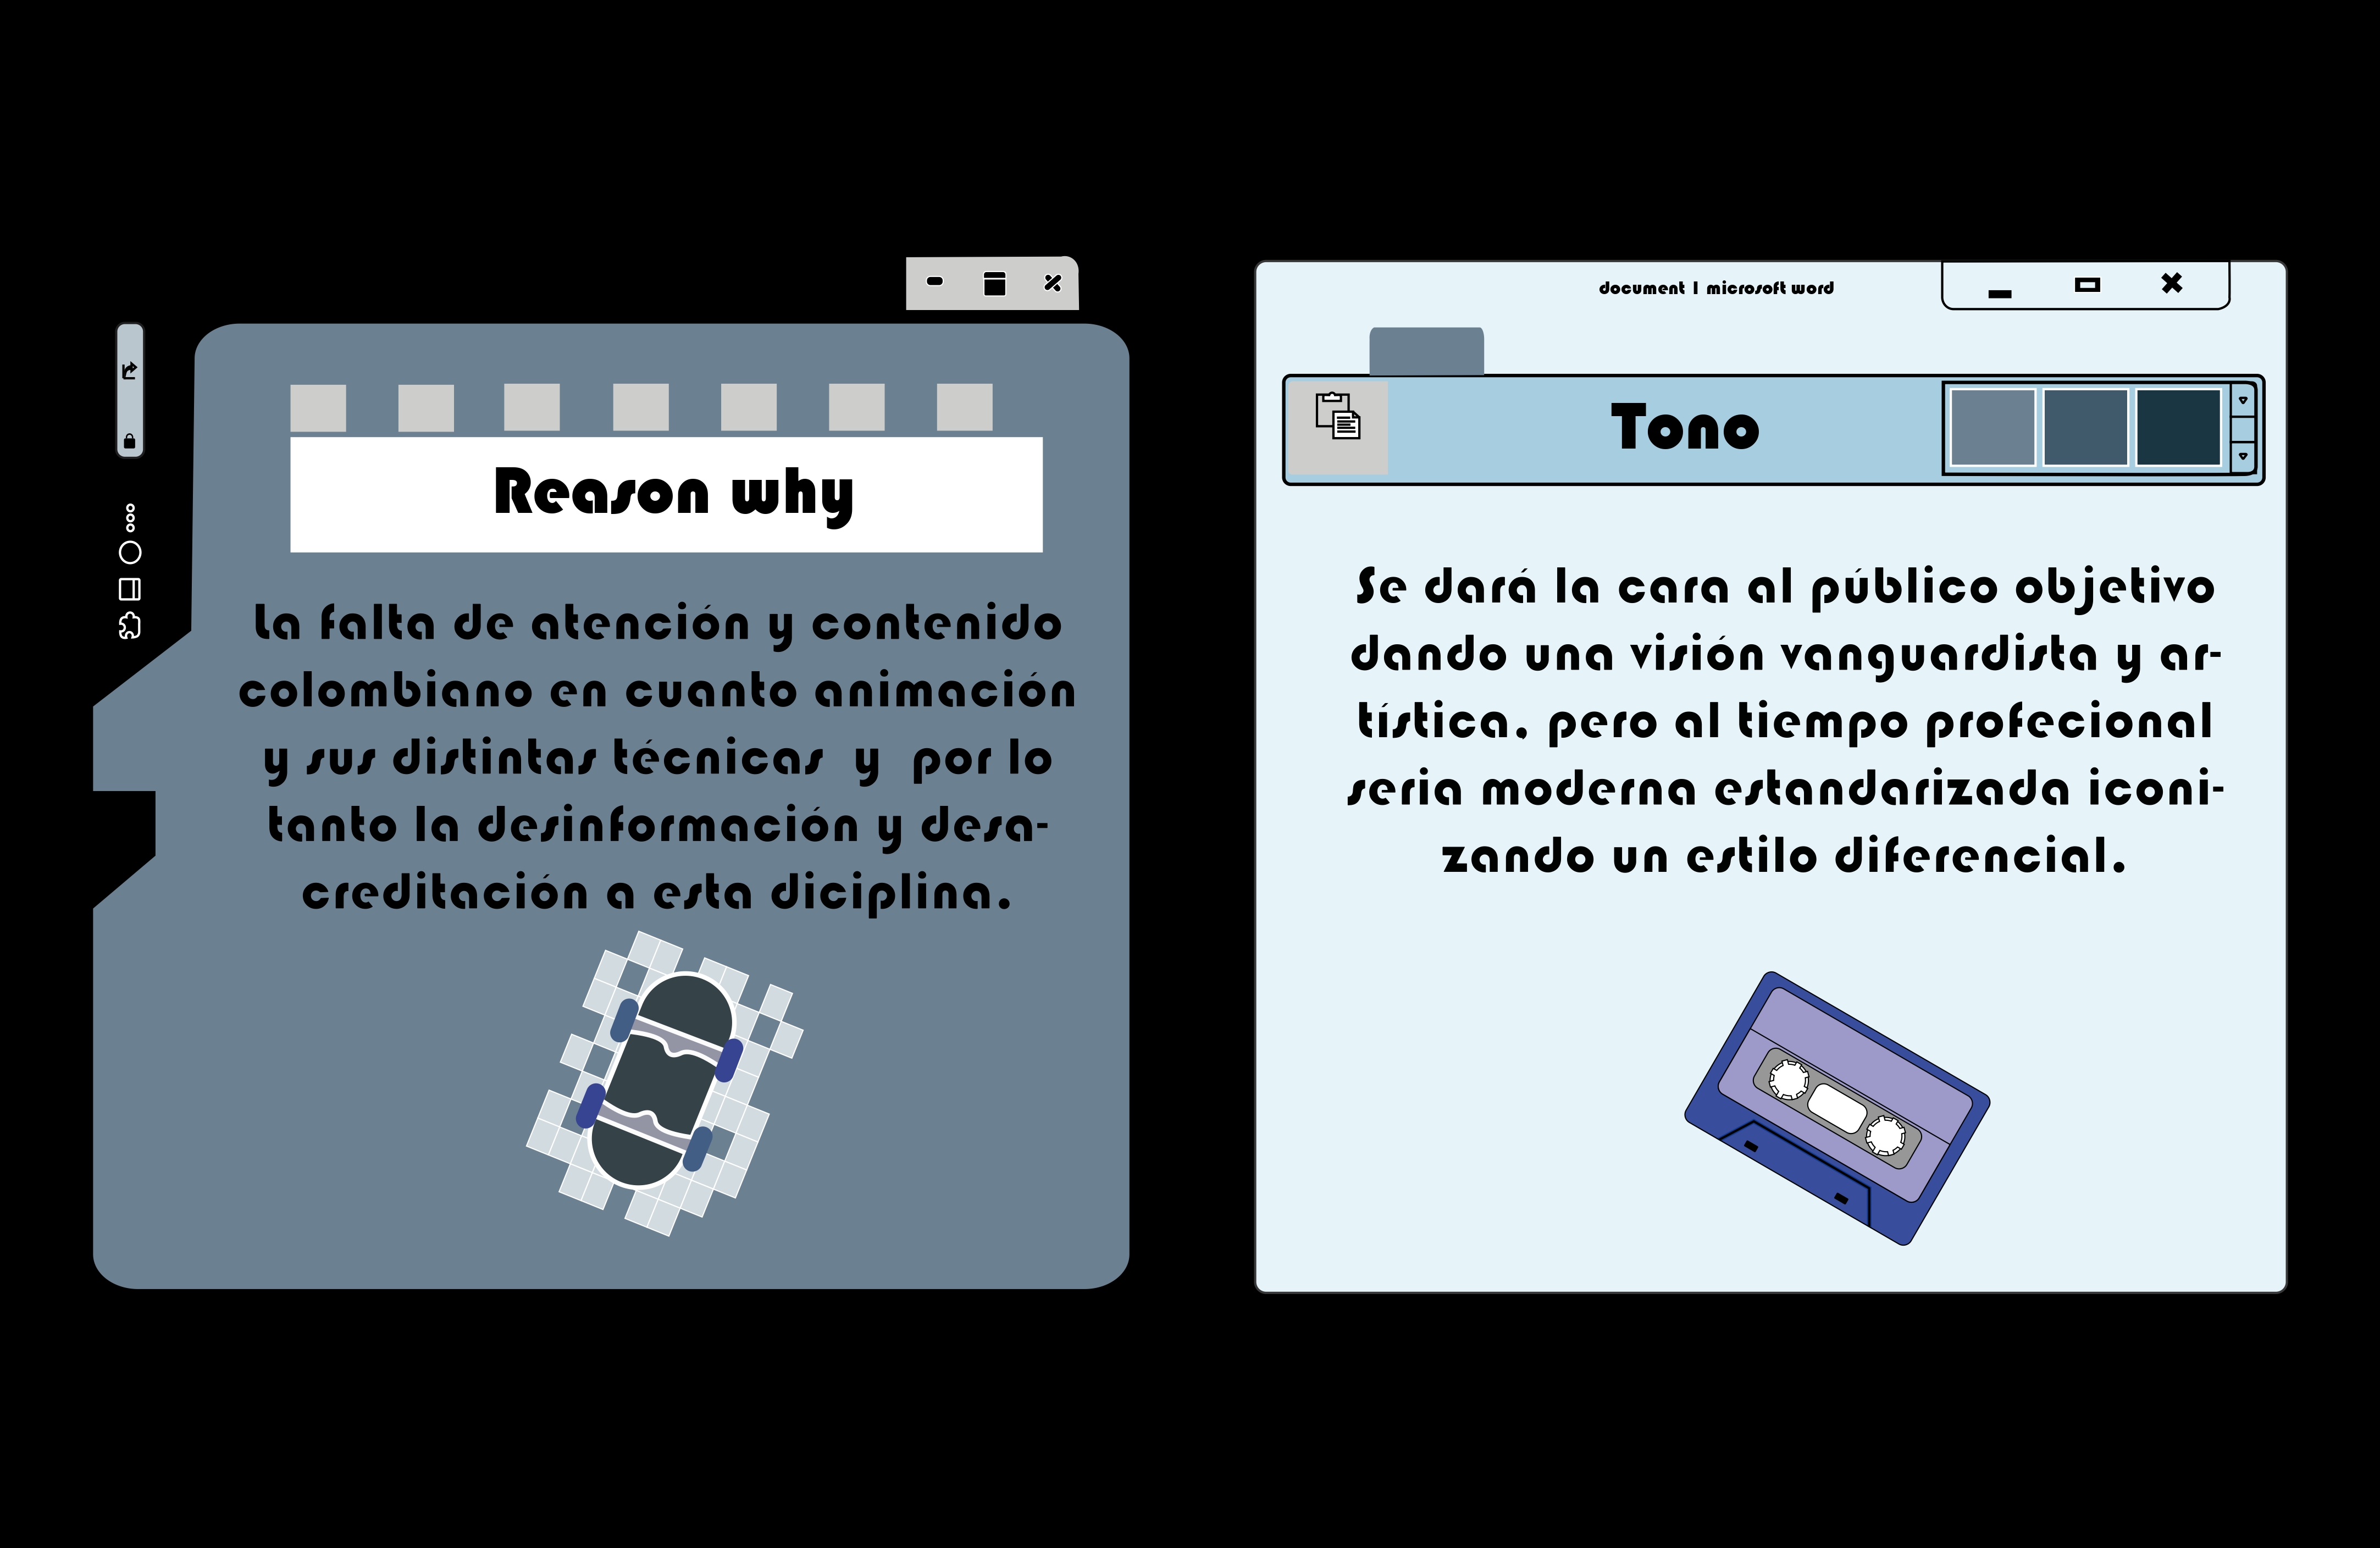 Reason why
La falta de atención y contenido
colombiano en cuanto animación
y sus distintas técnicas y por lo
tanto la desinformación y desa-
creditación a esta diciplina.
document | microsoft word
Tono
Se dará la cara al público objetivo
dando una visión vanguardista y ar-
tística, pero al tiempo profecional
seria moderna estandarizada iconi-
zando un estilo diferencial.